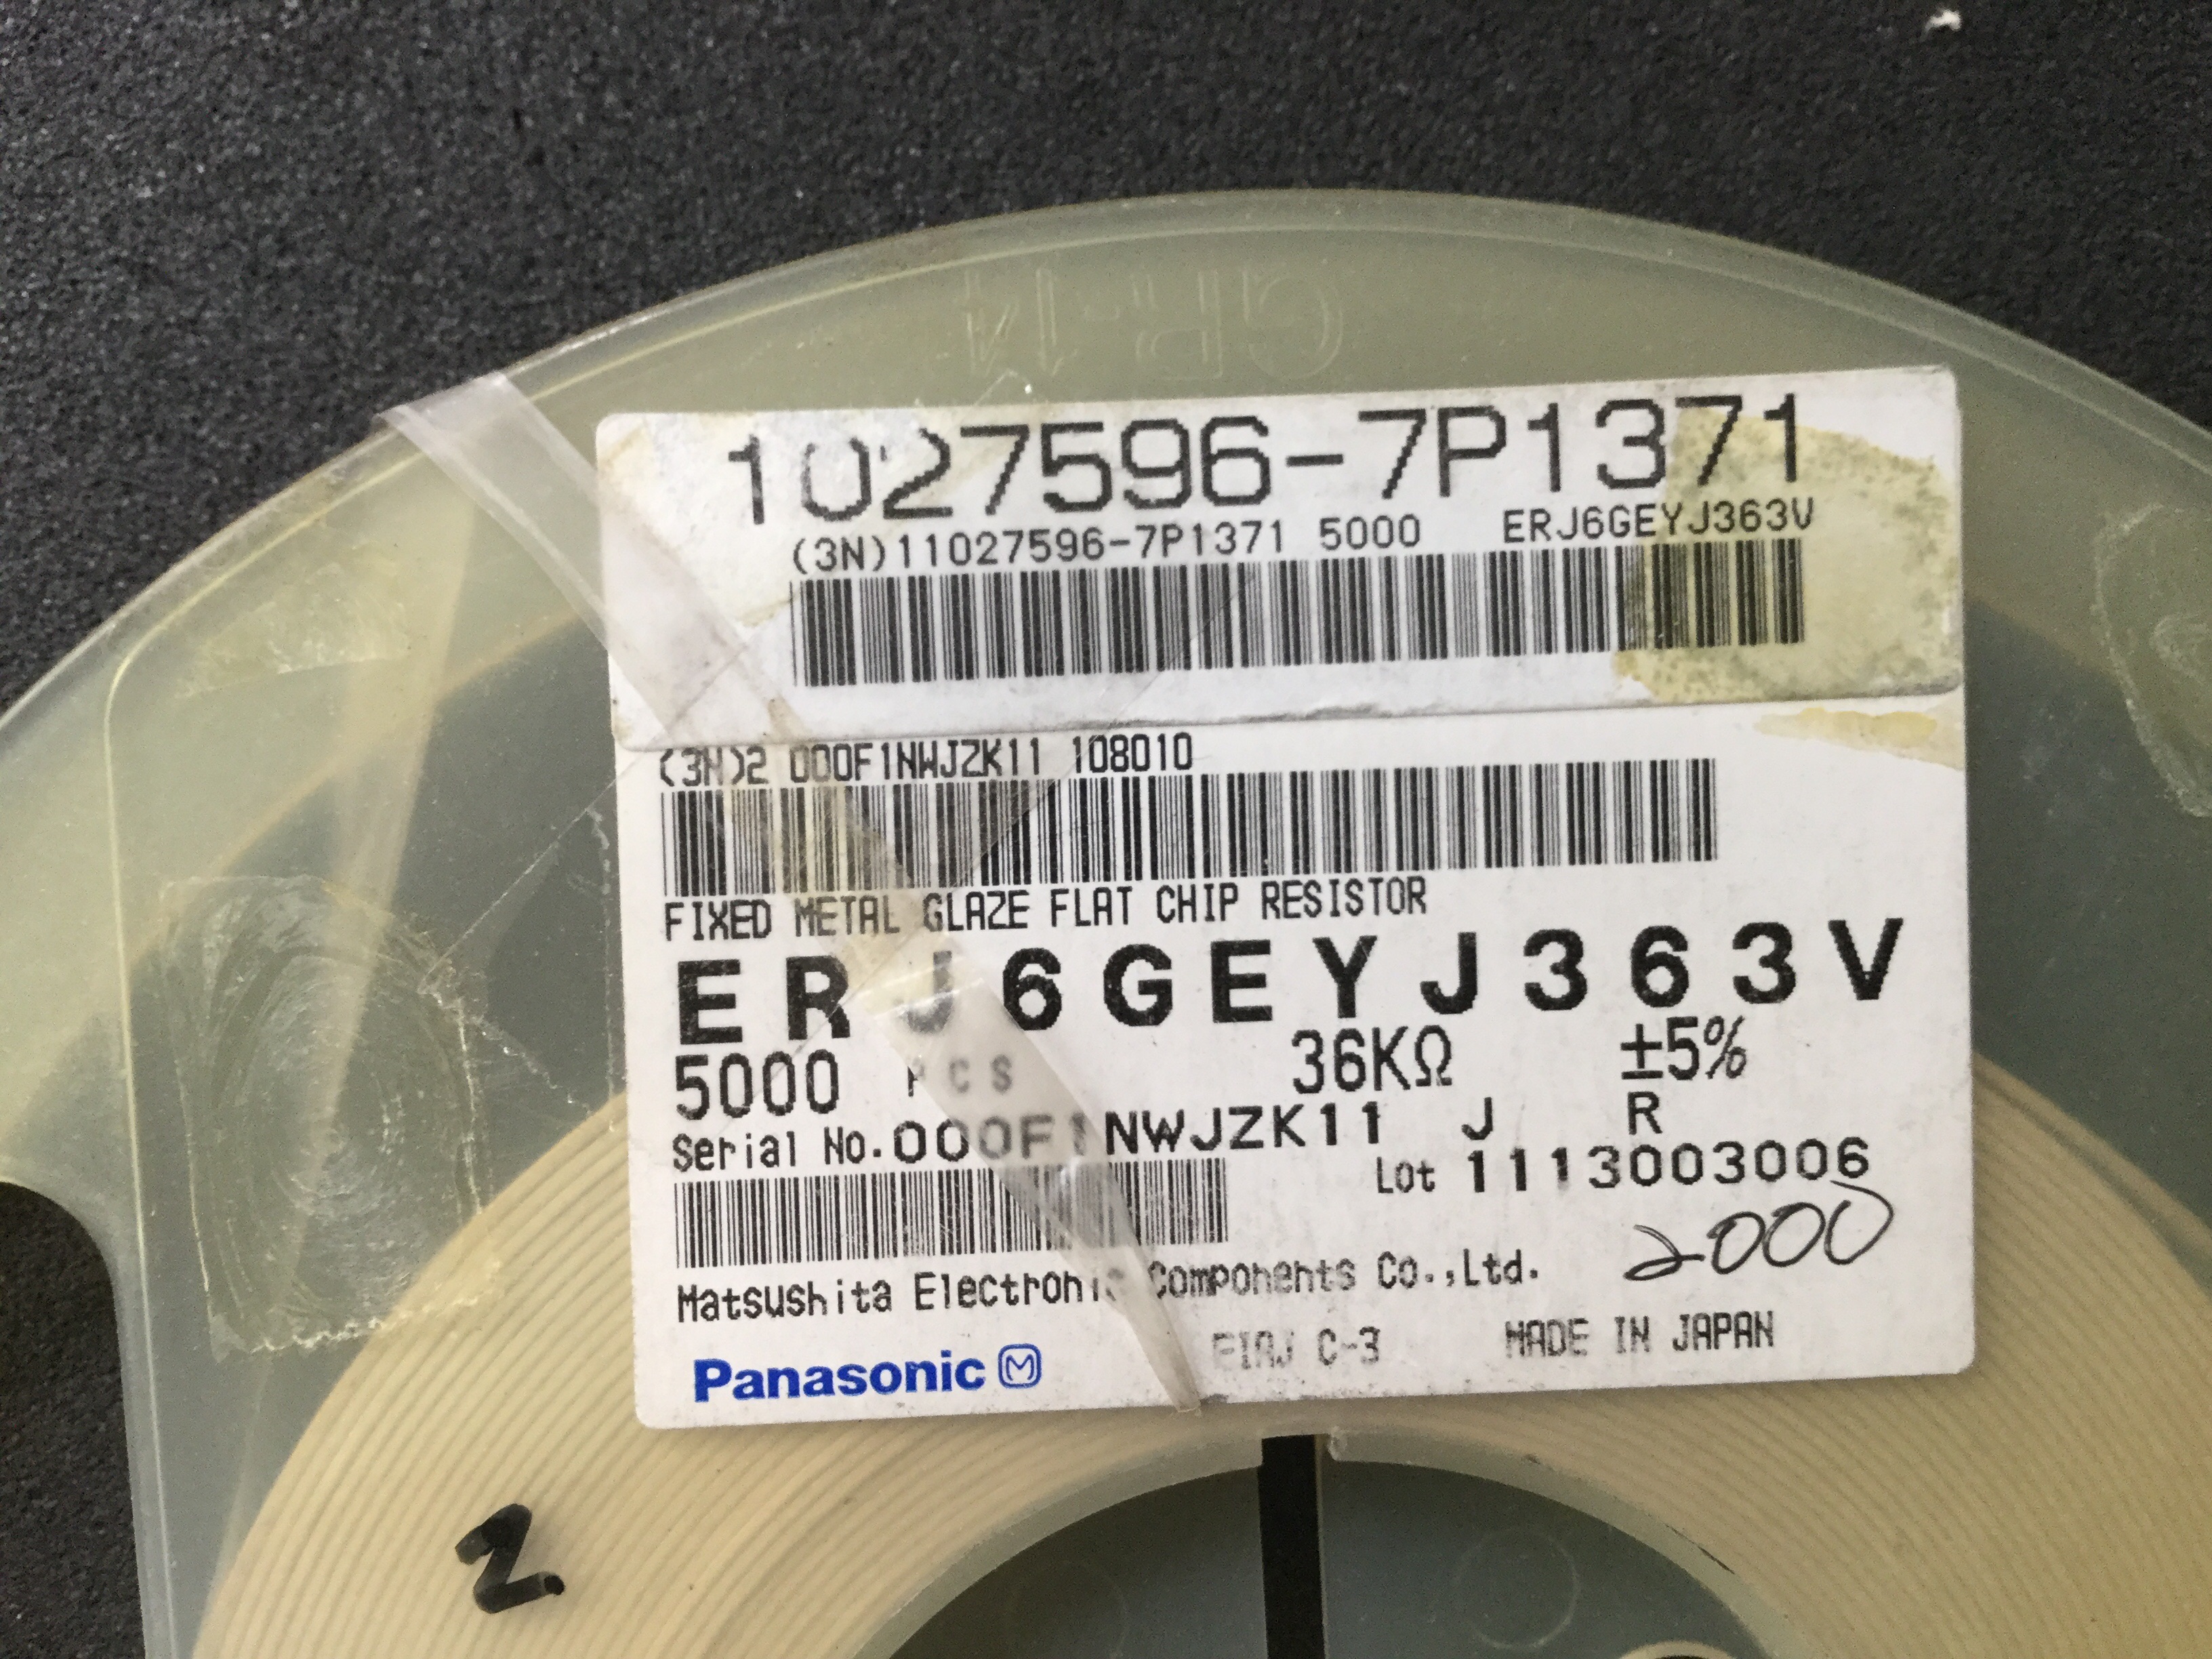 GR-14
1027596-7P1371
(3N)11027596-7P1371 5000 ERJ6GEYJ363V
(3N)2 000F1NWJZK11 108010
FIXED METAL GLAZE FLAT CHIP RESISTOR
ERJ6GEYJ363V
5000 PCS 36KΩ ±5%
Serial No.000F1NWJZK11 J R
Lot 1113003006
2000
Matsushita Electronic Components Co.,Ltd.
Panasonic M EIAJ C-3 MADE IN JAPAN
N